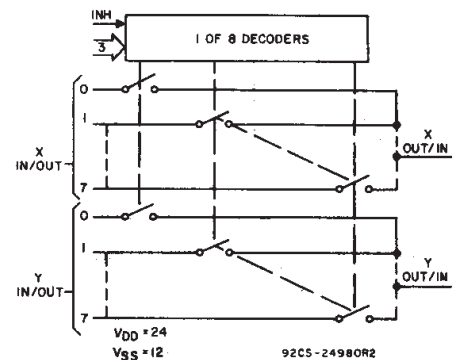 INH
1 OF 8 DECODERS
3
0
1
X
IN/OUT
X
OUT/IN
7
0
1
Y
IN/OUT
Y
OUT/IN
7
VDD = 24
VSS = 12
92CS-24980R2